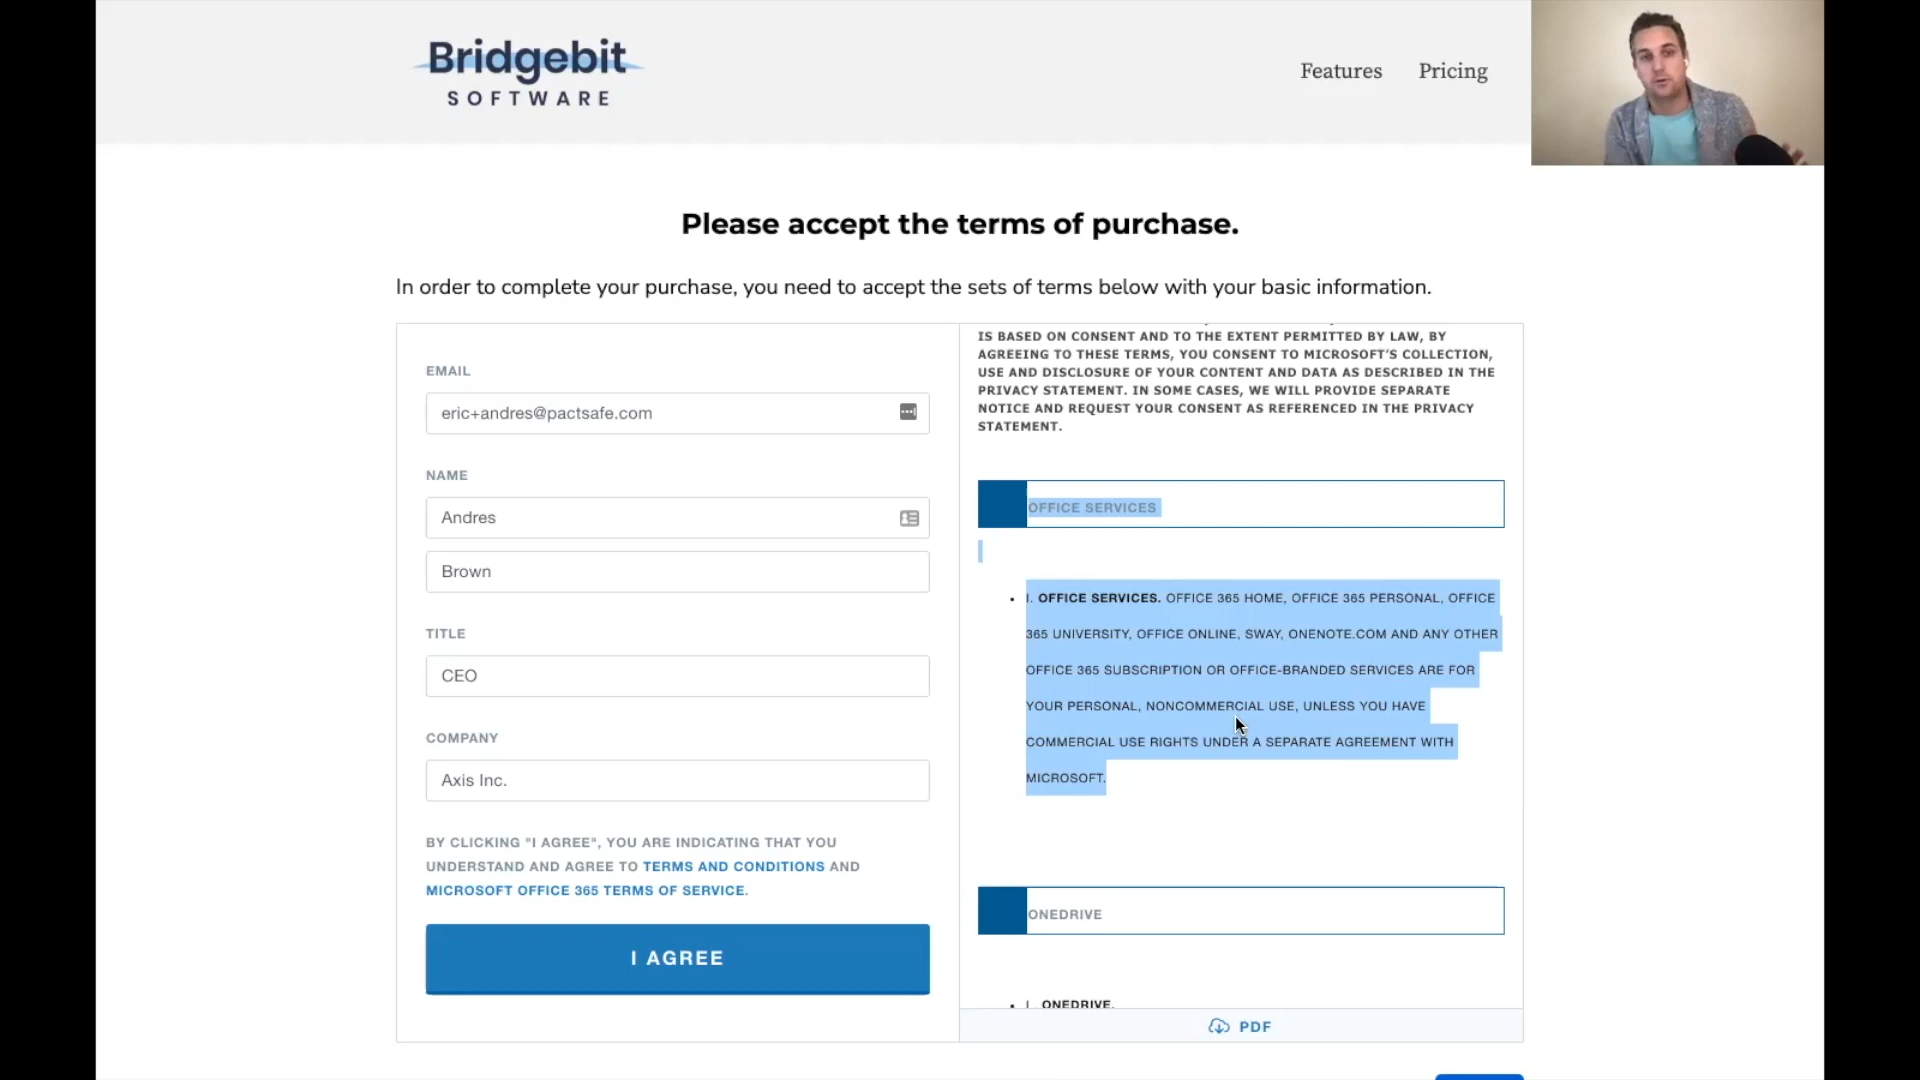 Bridgebit
SOFTWARE
Features
Pricing
Please accept the terms of purchase.
In order to complete your purchase, you need to accept the sets of terms below with your basic information.
EMAIL
eric+andres@pactsafe.com
NAME
Andres
Brown
TITLE
CEO
COMPANY
Axis Inc.
BY CLICKING "I AGREE", YOU ARE INDICATING THAT YOU
UNDERSTAND AND AGREE TO TERMS AND CONDITIONS AND
MICROSOFT OFFICE 365 TERMS OF SERVICE.
I AGREE
IS BASED ON CONSENT AND TO THE EXTENT PERMITTED BY LAW, BY
AGREEING TO THESE TERMS, YOU CONSENT TO MICROSOFT'S COLLECTION,
USE AND DISCLOSURE OF YOUR CONTENT AND DATA AS DESCRIBED IN THE
PRIVACY STATEMENT. IN SOME CASES, WE WILL PROVIDE SEPARATE
NOTICE AND REQUEST YOUR CONSENT AS REFERENCED IN THE PRIVACY
STATEMENT.
OFFICE SERVICES
I. OFFICE SERVICES. OFFICE 365 HOME, OFFICE 365 PERSONAL, OFFICE
365 UNIVERSITY, OFFICE ONLINE, SWAY, ONENOTE.COM AND ANY OTHER
OFFICE 365 SUBSCRIPTION OR OFFICE-BRANDED SERVICES ARE FOR
YOUR PERSONAL, NONCOMMERCIAL USE, UNLESS YOU HAVE
COMMERCIAL USE RIGHTS UNDER A SEPARATE AGREEMENT WITH
MICROSOFT.
ONEDRIVE
I. ONEDRIVE.
PDF